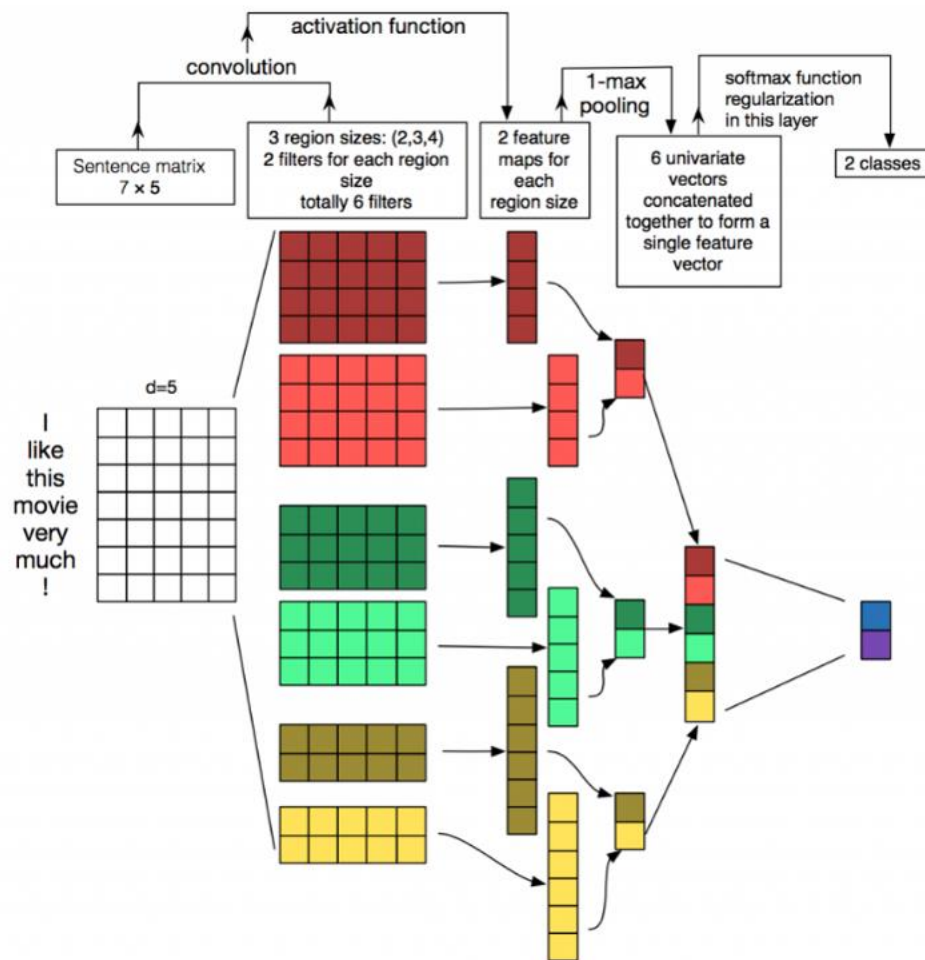 activation function
convolution
1-max
pooling
softmax function
regularization
in this layer
Sentence matrix
7 × 5
3 region sizes: (2,3,4)
2 filters for each region
size
totally 6 filters
2 feature
maps for
each
region size
6 univariate
vectors
concatenated
together to form a
single feature
vector
2 classes
d=5
I
like
this
movie
very
much
!